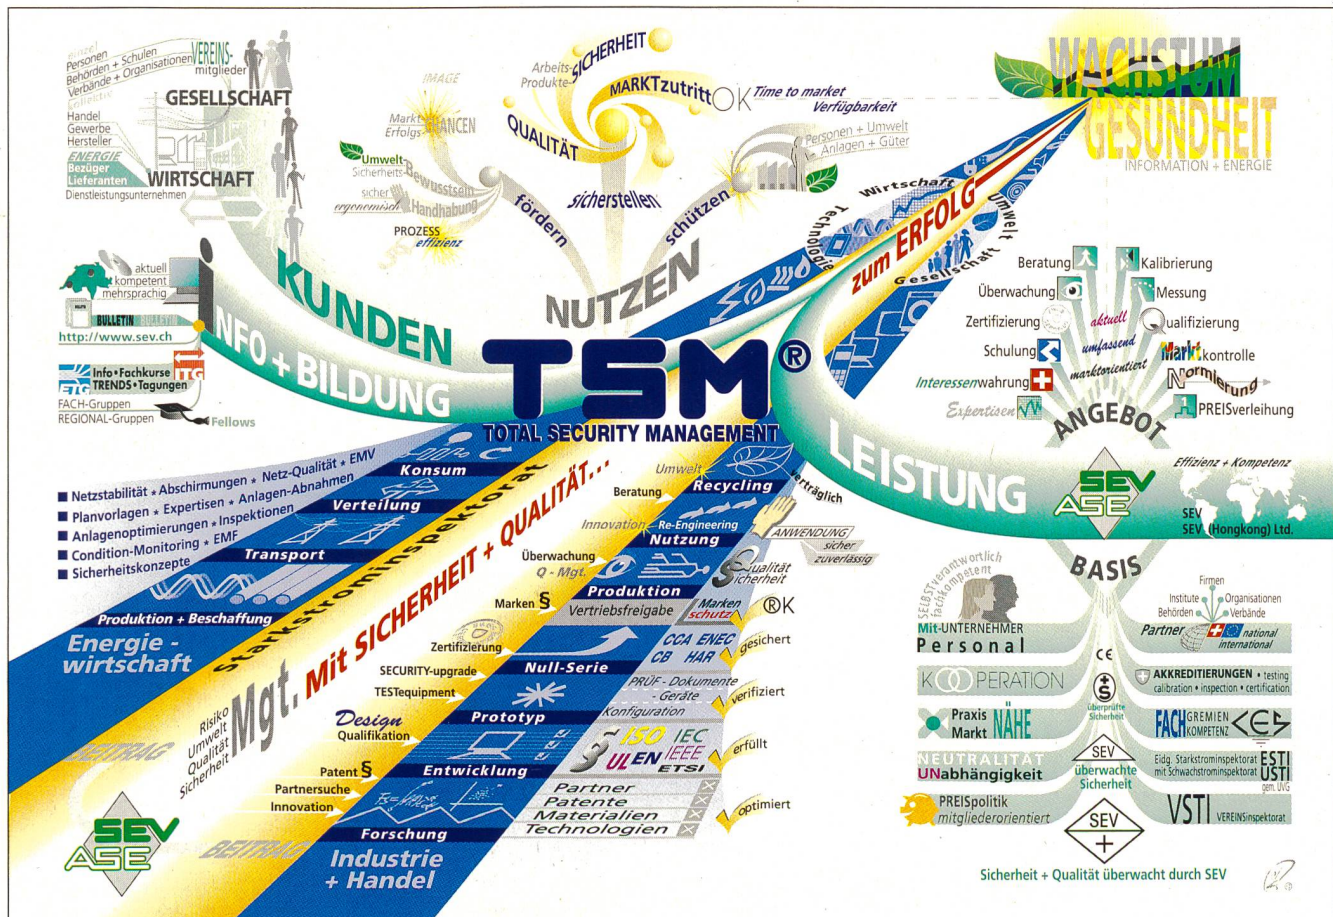 einzel
Personen
Behörden + Schulen
Verbände + Organisationen
VEREINS-
mitglieder
GESELLSCHAFT
Handel
Gewerbe
Hersteller
ENERGIE
Bezüger
Lieferanten
Dienstleistungsunternehmen
WIRTSCHAFT
KUNDEN
IMAGE
Markt
Erfolgs-
CHANCEN
Umwelt-
Sicherheits-
Bewusstsein
sicher
ergonomisch
Handhabung
PROZESS
effizienz
fördern
Arbeits-
Produkte-
SICHERHEIT
MARKTzutritt
OK
Time to market
Verfügbarkeit
QUALITÄT
sicherstellen
Personen + Umwelt
Anlagen + Güter
schützen
NUTZEN
WACHSTUM
GESUNDHEIT
INFORMATION + ENERGIE
Technologie
Wirtschaft
Umwelt
Gesellschaft
zum ERFOLG
aktuell
kompetent
mehrsprachig
BULLETIN
http://www.sev.ch
Info • Fachkurse
TRENDS • Tagungen
ETG
ITG
FACH-Gruppen
REGIONAL-Gruppen
Fellows
iNFO + BILDUNG
TSM®
TOTAL SECURITY MANAGEMENT
Beratung
Überwachung
Zertifizierung
Schulung
Interessenwahrung
Expertisen
aktuell
umfassend
marktorientiert
Kalibrierung
Messung
Qualifizierung
Marktkontrolle
Normierung
1
PREISverleihung
ANGEBOT
LEISTUNG
SEV
ASE
Effizienz + Kompetenz
SEV
SEV (Hongkong) Ltd.
BASIS
■ Netzstabilität ★ Abschirmungen ★ Netz-Qualität ★ EMV
■ Planvorlagen ★ Expertisen ★ Anlagen-Abnahmen
■ Anlagenoptimierungen ★ Inspektionen
■ Condition-Monitoring ★ EMF
■ Sicherheitskonzepte
Konsum
Verteilung
Transport
Produktion + Beschaffung
Energie -
wirtschaft
Starkstrominspektorat
Mit SICHERHEIT + QUALITÄT...
Risiko
Umwelt
Qualität
Sicherheit
Mgt.
BEITRAG
BEITRAG
SEV
ASE
Umwelt
Beratung
Innovation
Überwachung
Q - Mgt.
Marken §
Zertifizierung
SECURITY-upgrade
TESTequipment
Design
Qualifikation
Patent §
Partnersuche
Innovation
Recycling
Re-Engineering
Nutzung
Produktion
Vertriebsfreigabe
Null-Serie
Prototyp
Entwicklung
Forschung
Industrie
+ Handel
verträglich
ANWENDUNG
sicher
zuverlässig
Qualität
Sicherheit
Marken
schutz
®K
CCA ENEC
CB HAR
gesichert
PRÜF - Dokumente
- Geräte
Konfiguration
verifiziert
ISO IEC
UL EN IEEE
ETSI
erfüllt
Partner
Patente
Materialien
Technologien
optimiert
SELBSTverantwortlich
fachkompetent
Mit-UNTERNEHMER
Personal
KOOPERATION
Praxis
Markt
NÄHE
NEUTRALITÄT
UNabhängigkeit
PREISpolitik
mitgliederorientiert
CE
+
S
überprüfte
Sicherheit
SEV
überwachte
Sicherheit
SEV
+
Firmen
Institute
Organisationen
Behörden
Verbände
Partner
national
international
AKKREDITIERUNGEN • testing
calibration • inspection • certification
FACHGREMIEN
KOMPETENZ
CES
Eidg. Starkstrominspektorat
mit Schwachstrominspektorat
ESTI
USTI
gem. UVG
VSTI
VEREINSinspektorat
Sicherheit + Qualität überwacht durch SEV